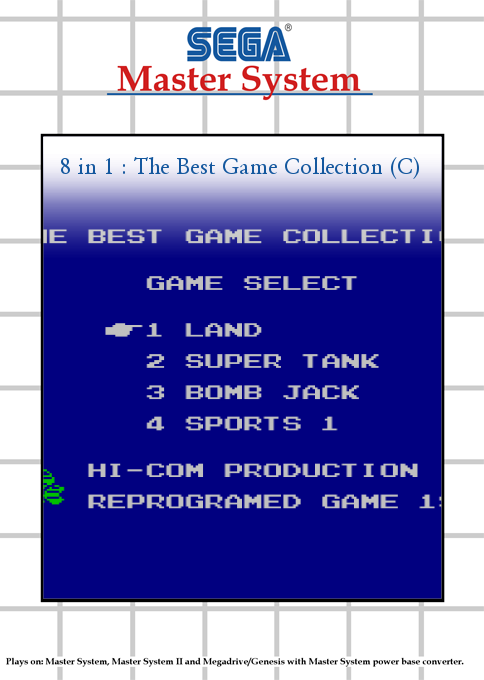 SEGA®
Master System
8 in 1 : The Best Game Collection (C)
BEST GAME COLLECTI
GAME SELECT
1 LAND
2 SUPER TANK
3 BOMB JACK
4 SPORTS 1
HI-COM PRODUCTION
REPROGRAMED GAME 1
Plays on: Master System, Master System II and Megadrive/Genesis with Master System power base converter.